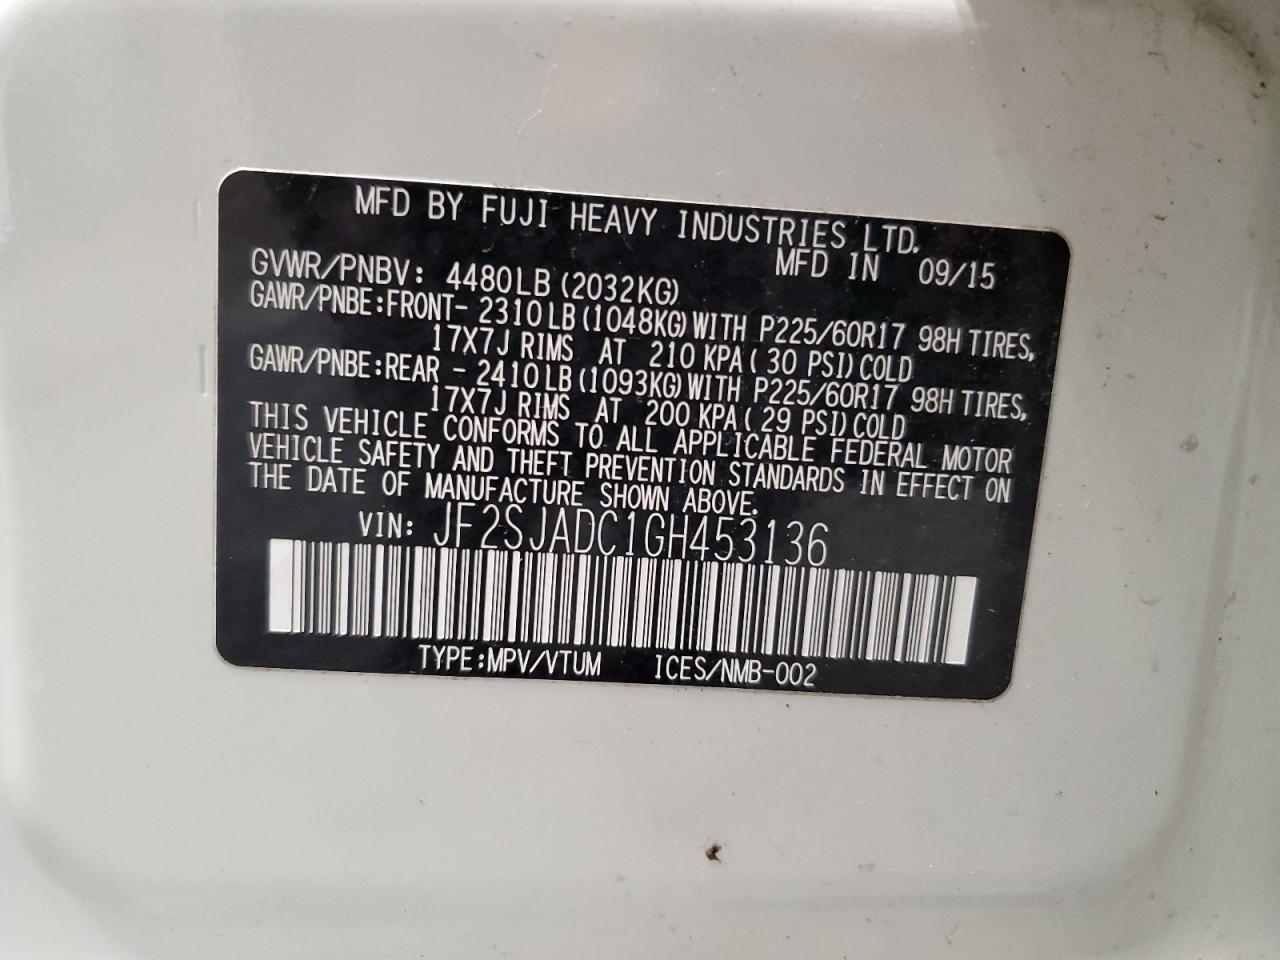 MFD BY FUJI HEAVY INDUSTRIES LTD.
MFD IN 09/15
GVWR/PNBV: 4480LB (2032KG)
GAWR/PNBE:FRONT- 2310 LB (1048KG) WITH P225/60R17 98H TIRES,
17X7J RIMS AT 210 KPA ( 30 PSI) COLD
GAWR/PNBE:REAR - 2410 LB (1093KG) WITH P225/60R17 98H TIRES,
17X7J RIMS AT 200 KPA ( 29 PSI) COLD
THIS VEHICLE CONFORMS TO ALL APPLICABLE FEDERAL MOTOR
VEHICLE SAFETY AND THEFT PREVENTION STANDARDS IN EFFECT ON
THE DATE OF MANUFACTURE SHOWN ABOVE.
VIN: JF2SJADC1GH453136
TYPE:MPV/VTUM ICES/NMB-002